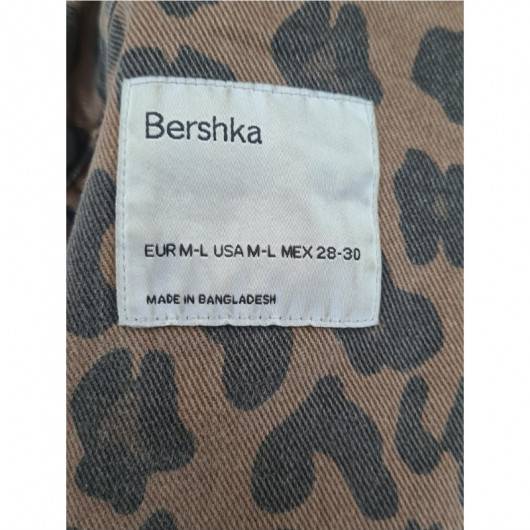 Bershka
EUR M-L USA M-L MEX 28-30
MADE IN BANGLADESH